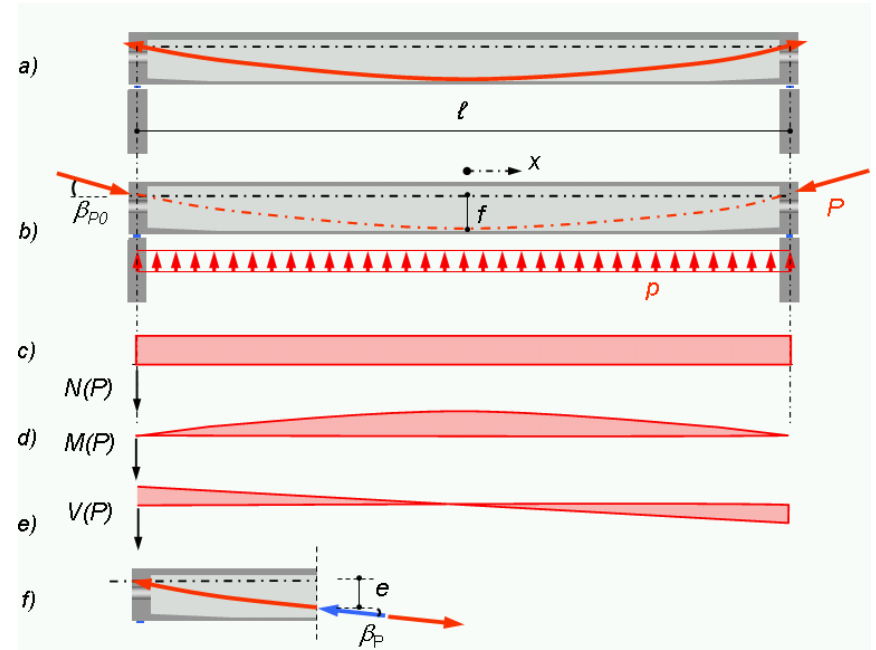 a)
ℓ
x
β_P0
f
P
b)
p
c)
N(P)
d)
M(P)
e)
V(P)
f)
e
β_P